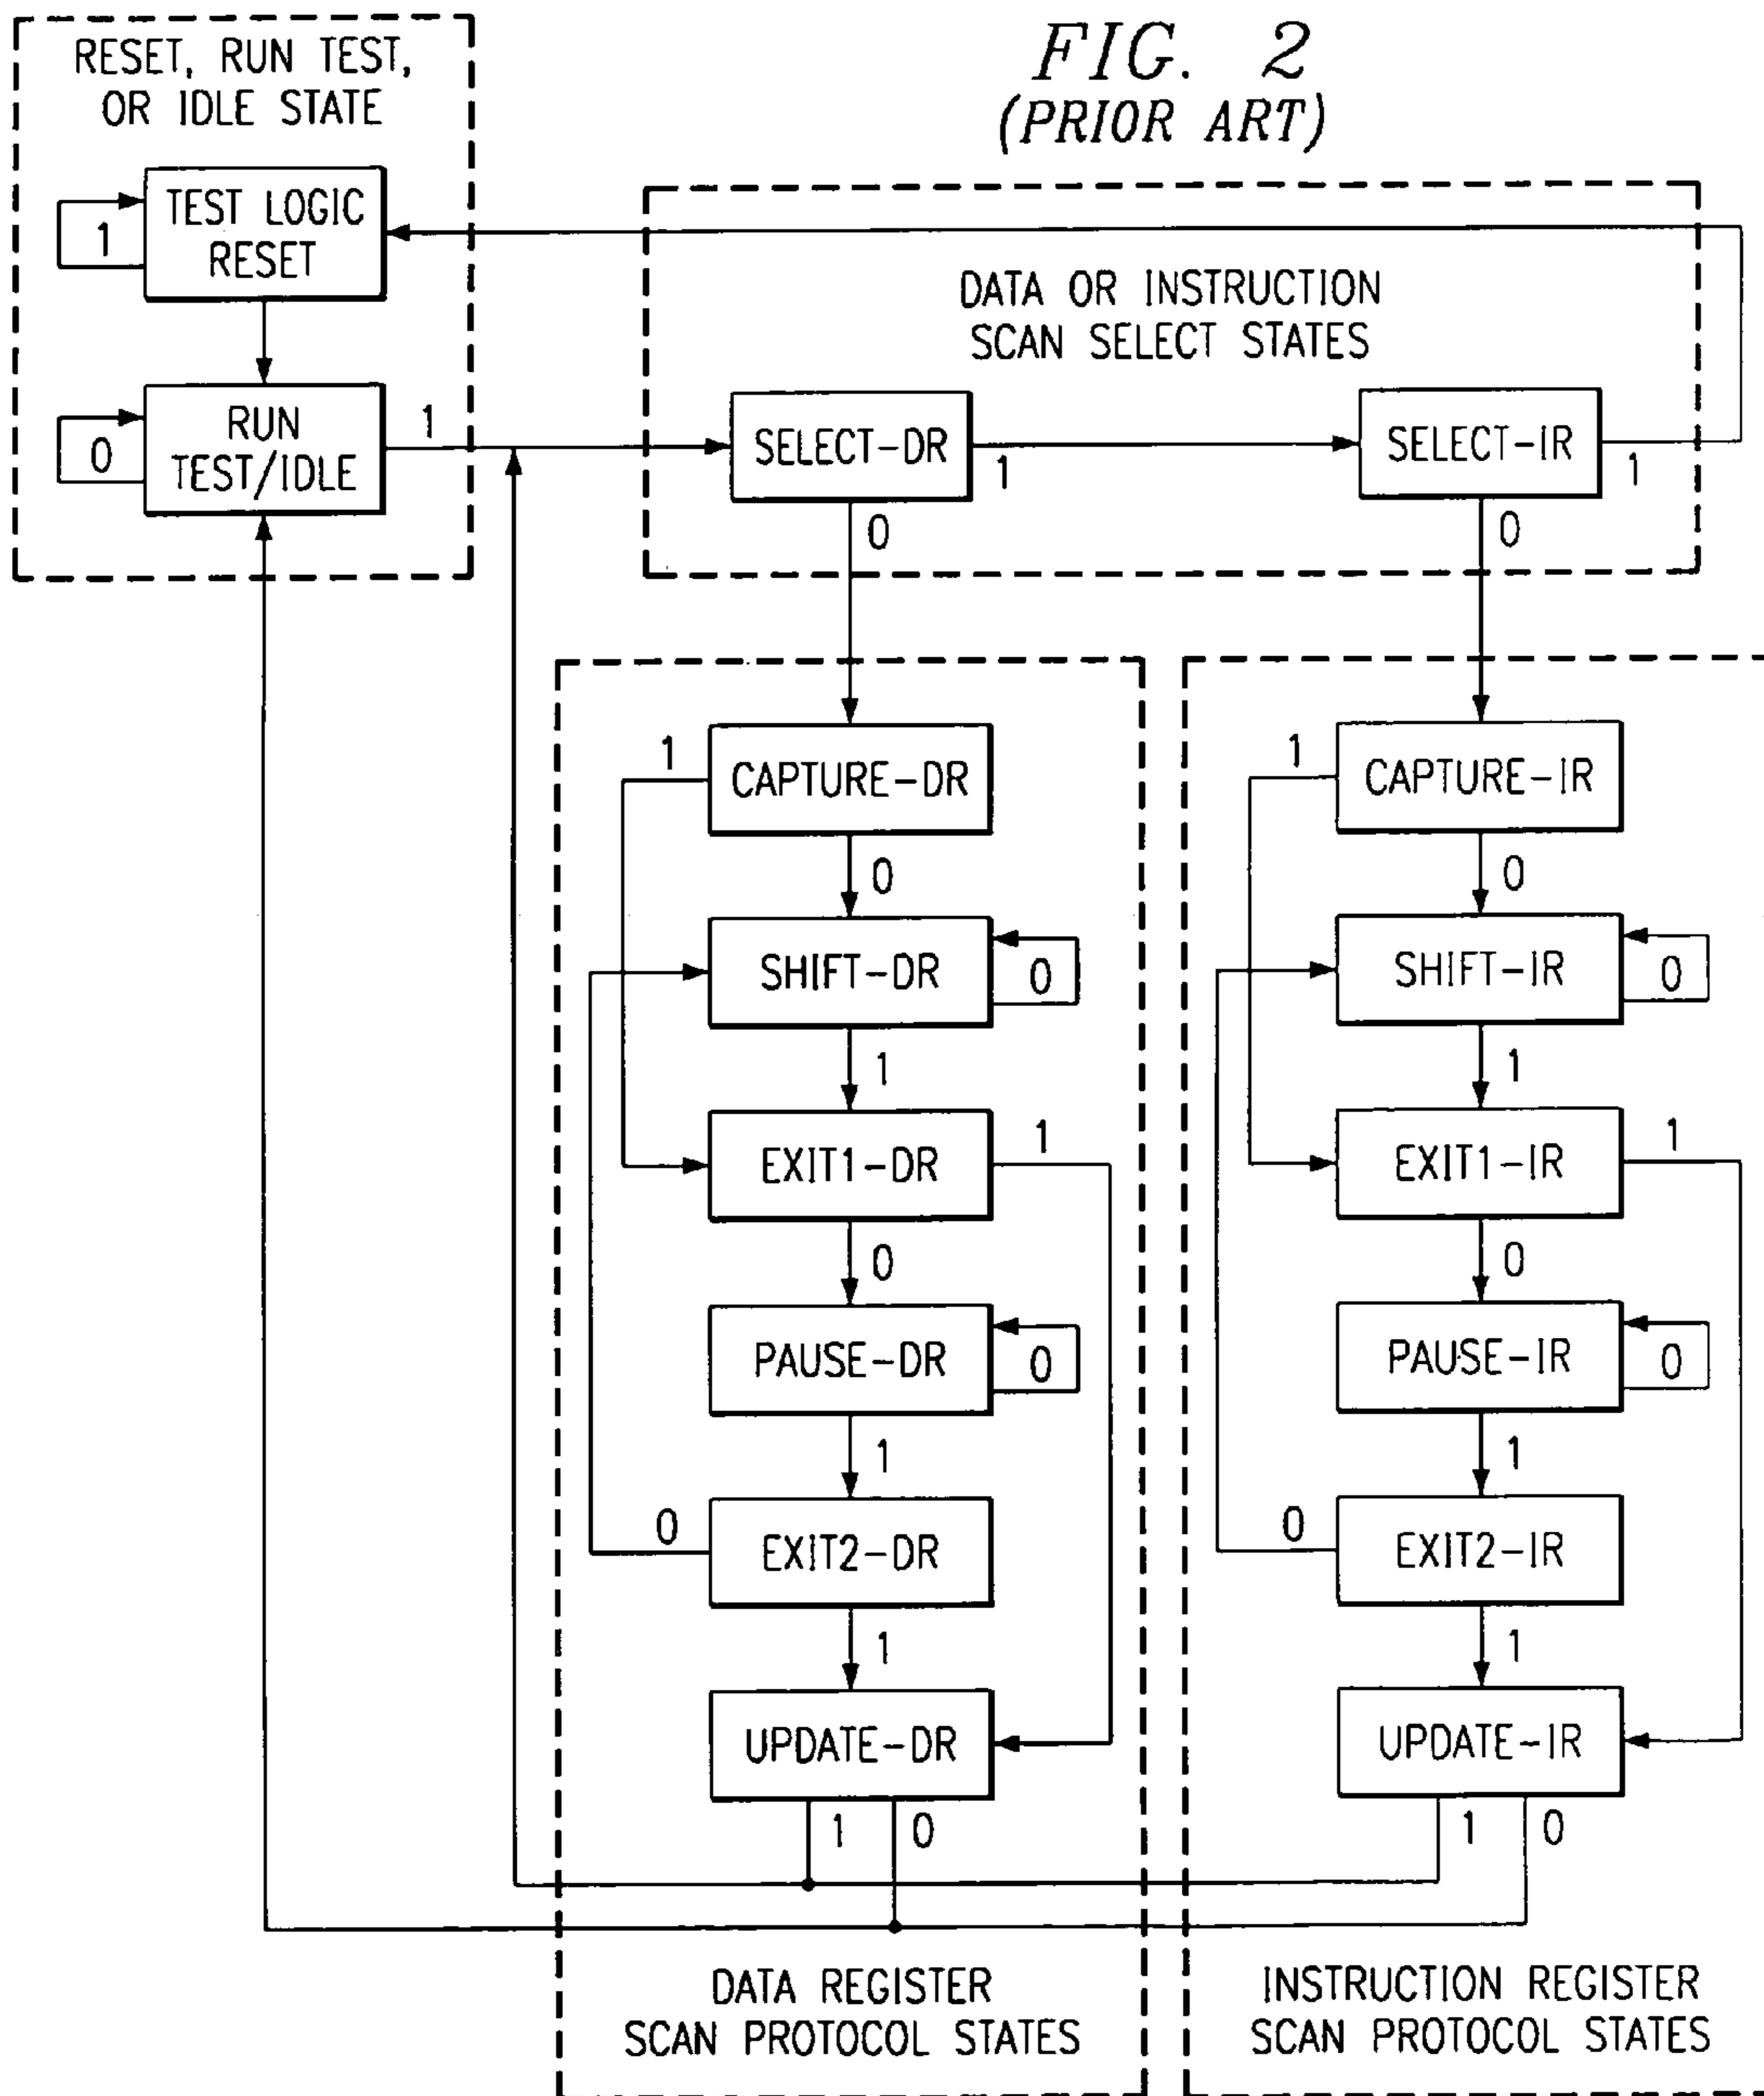 FIG. 2
(PRIOR ART)
RESET, RUN TEST,
OR IDLE STATE
TEST LOGIC
RESET
1
RUN
TEST/IDLE
0
1
DATA OR INSTRUCTION
SCAN SELECT STATES
SELECT-DR
1
0
SELECT-IR
1
0
CAPTURE-DR
1
0
SHIFT-DR
0
1
EXIT1-DR
1
0
PAUSE-DR
0
1
EXIT2-DR
0
1
UPDATE-DR
1
0
DATA REGISTER
SCAN PROTOCOL STATES
CAPTURE-IR
1
0
SHIFT-IR
0
1
EXIT1-IR
1
0
PAUSE-IR
0
1
EXIT2-IR
0
1
UPDATE-IR
1
0
INSTRUCTION REGISTER
SCAN PROTOCOL STATES